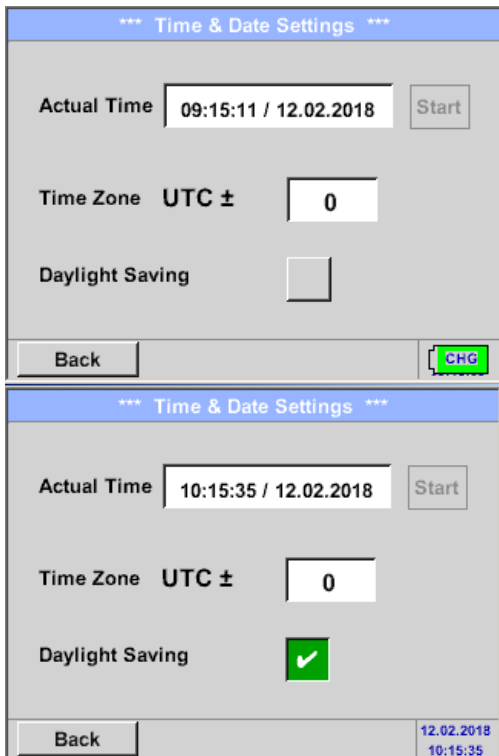 *** Time & Date Settings ***
Actual Time 09:15:11 / 12.02.2018 Start
Time Zone UTC ± 0
Daylight Saving
Back CHG
*** Time & Date Settings ***
Actual Time 10:15:35 / 12.02.2018 Start
Time Zone UTC ± 0
Daylight Saving ✔
Back 12.02.2018
10:15:35